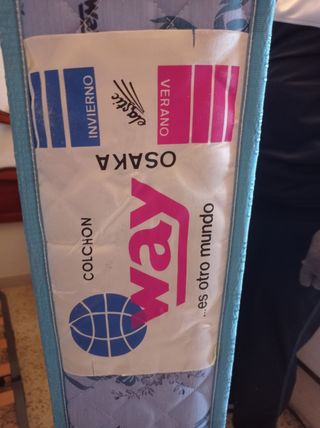 COLCHON
way
...es otro mundo
OSAKA
INVIERNO
elastic
VERANO